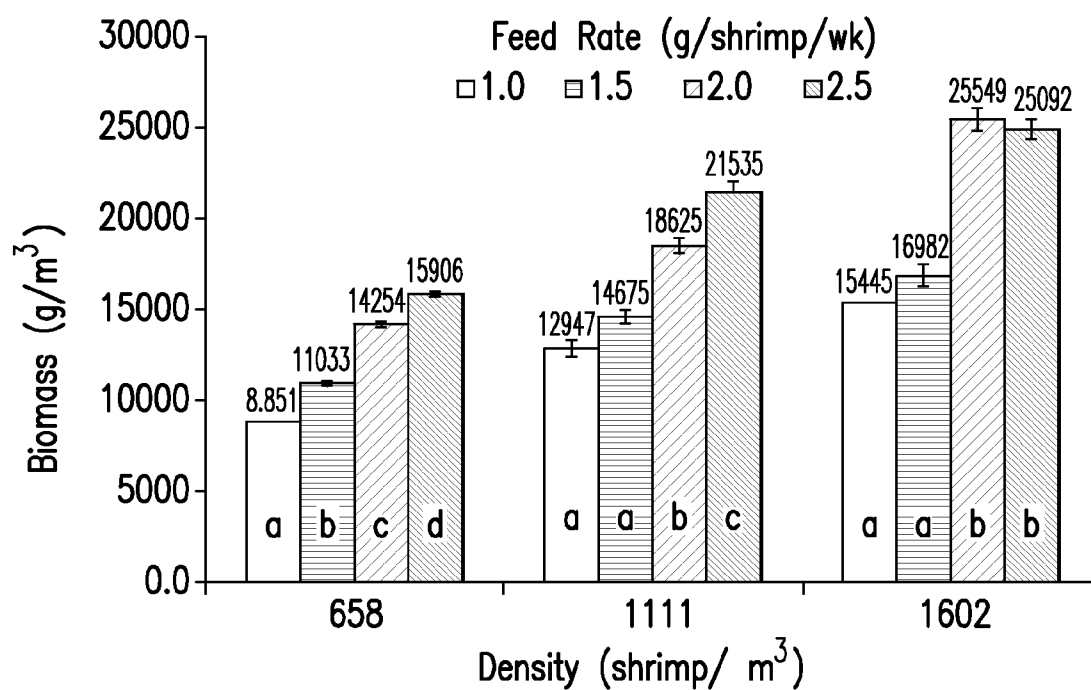 Feed Rate (g/shrimp/wk)
1.0 1.5 2.0 2.5
30000
25000
20000
15000
10000
5000
0.0
Biomass (g/m³)
8.851 11033 14254 15906
12947 14675 18625 21535
15445 16982 25549 25092
a b c d a a b c a a b b
658 1111 1602
Density (shrimp/ m³)